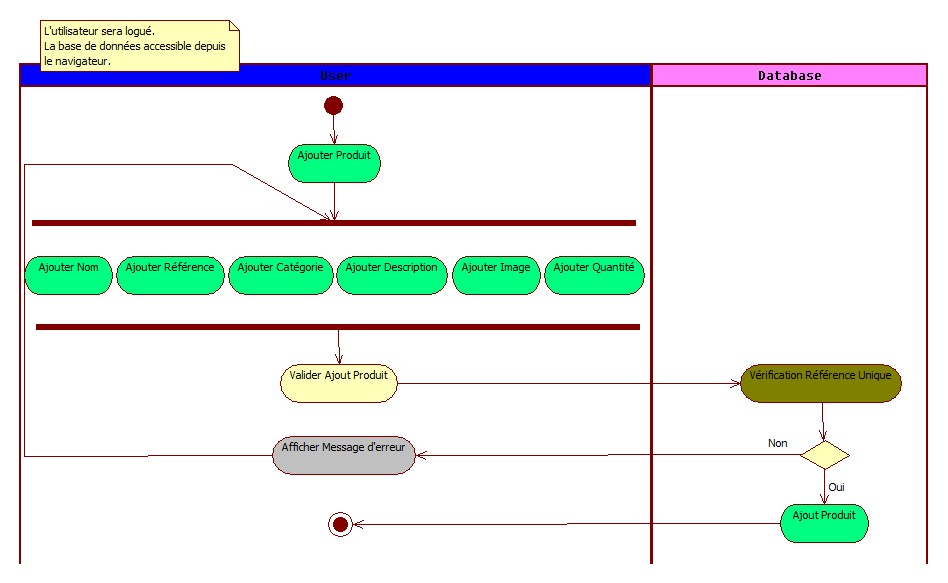 L'utilisateur sera logué.
La base de données accessible depuis
le navigateur.
User
Database
Ajouter Produit
Ajouter Nom
Ajouter Référence
Ajouter Catégorie
Ajouter Description
Ajouter Image
Ajouter Quantité
Valider Ajout Produit
Vérification Référence Unique
Non
Afficher Message d'erreur
Oui
Ajout Produit